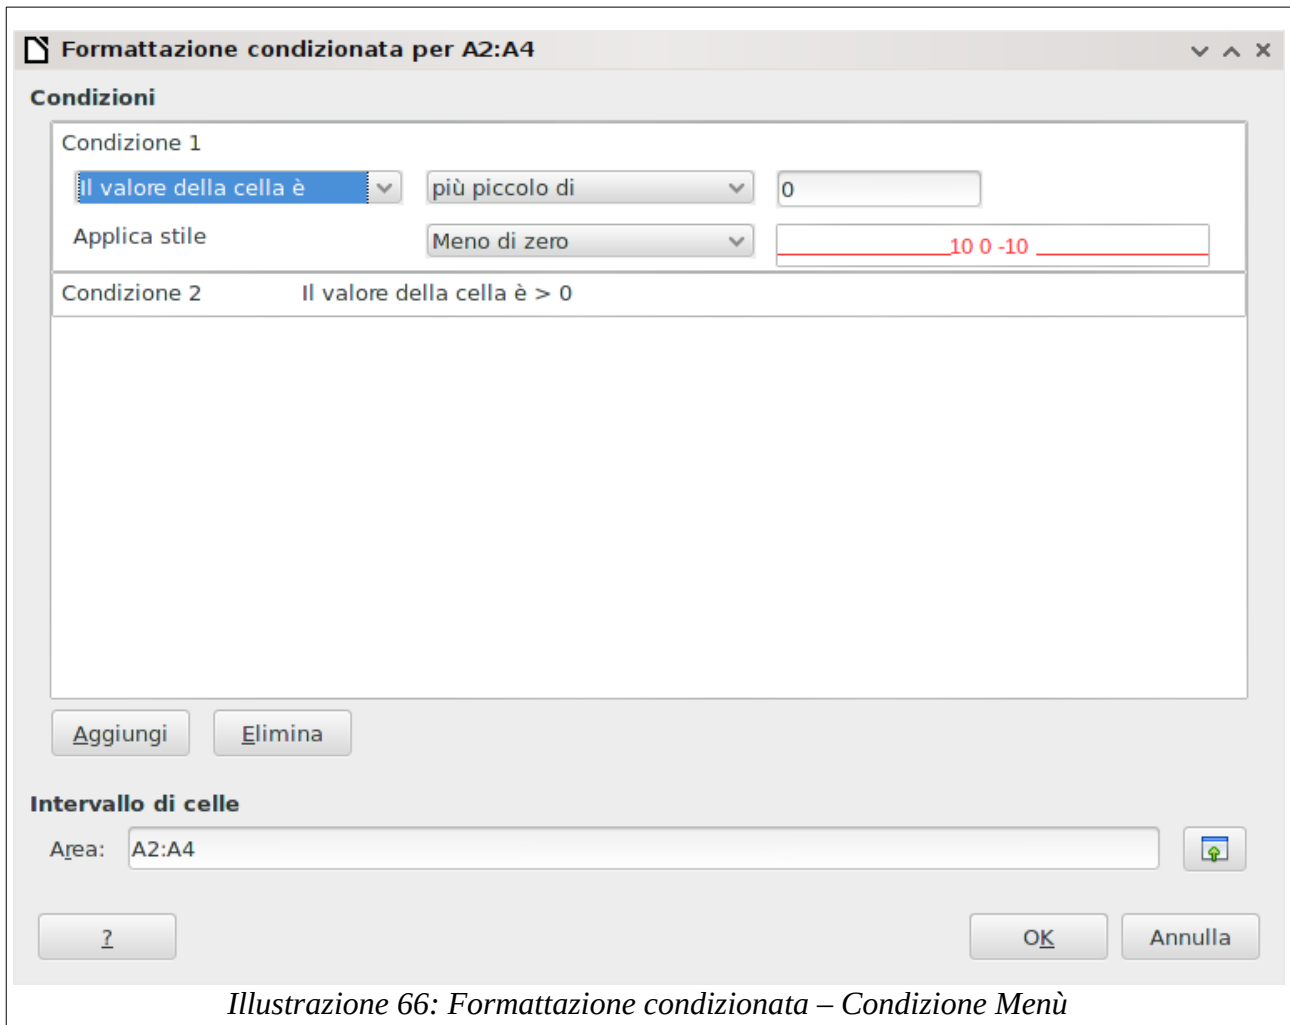 Formattazione condizionata per A2:A4
Condizioni
Condizione 1
Il valore della cella è più piccolo di 0
Applica stile Meno di zero 10 0 -10
Condizione 2 Il valore della cella è > 0
Aggiungi Elimina
Intervallo di celle
Area: A2:A4
? OK Annulla
Illustrazione 66: Formattazione condizionata – Condizione Menù